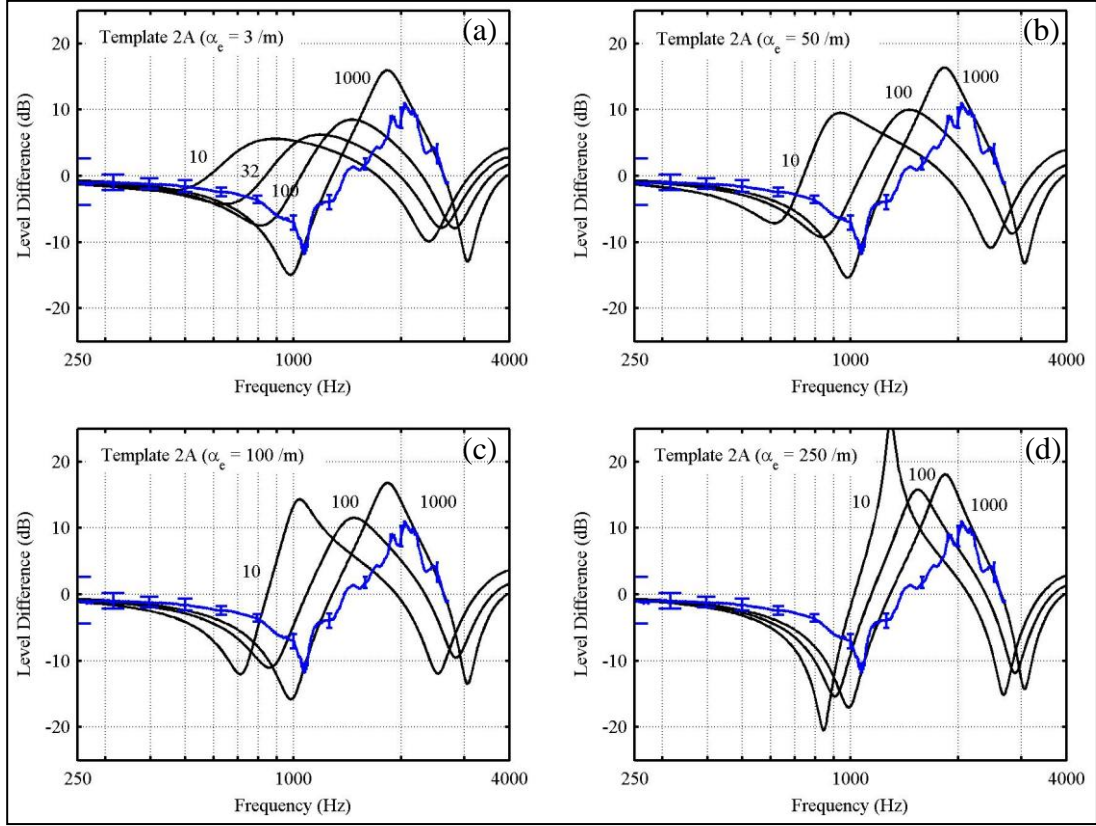 (a)
Template 2A (αe = 3 /m)
20
10
0
-10
-20
Level Difference (dB)
10
32
100
1000
250
1000
4000
Frequency (Hz)
(b)
Template 2A (αe = 50 /m)
20
10
0
-10
-20
Level Difference (dB)
10
100
1000
250
1000
4000
Frequency (Hz)
(c)
Template 2A (αe = 100 /m)
20
10
0
-10
-20
Level Difference (dB)
10
100
1000
250
1000
4000
Frequency (Hz)
(d)
Template 2A (αe = 250 /m)
20
10
0
-10
-20
Level Difference (dB)
10
100
1000
250
1000
4000
Frequency (Hz)